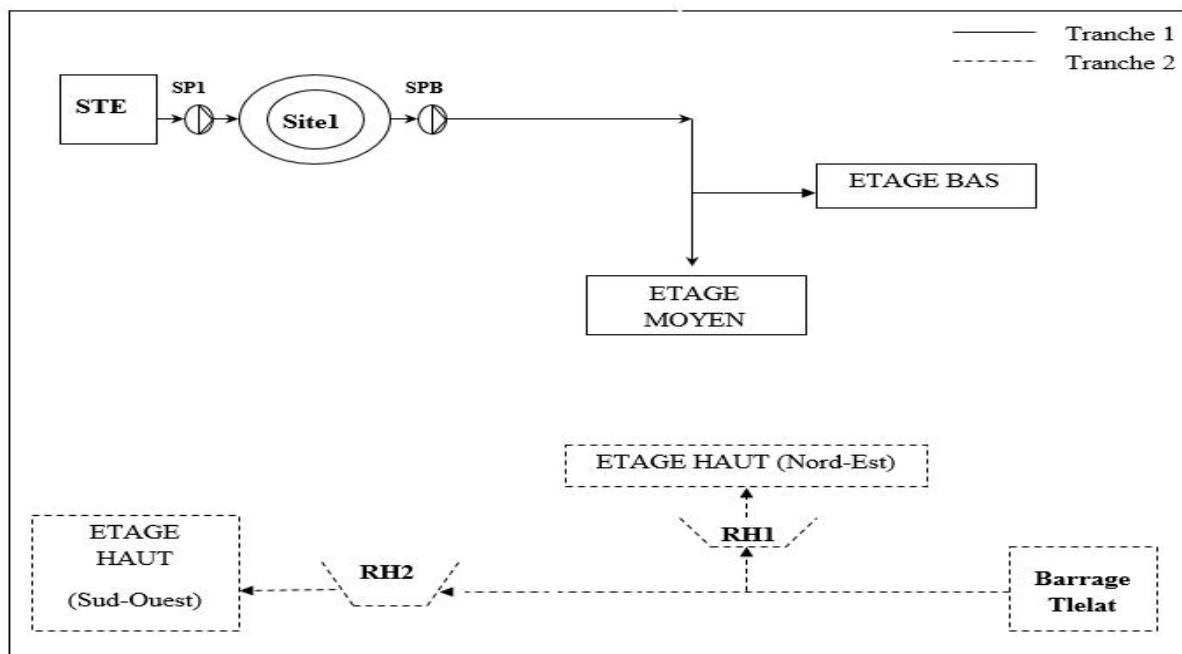 Tranche 1
Tranche 2
STE
SP1
Site1
SPB
ETAGE BAS
ETAGE
MOYEN
ETAGE HAUT (Nord-Est)
RH1
ETAGE
HAUT
(Sud-Ouest)
RH2
Barrage
Tlelat